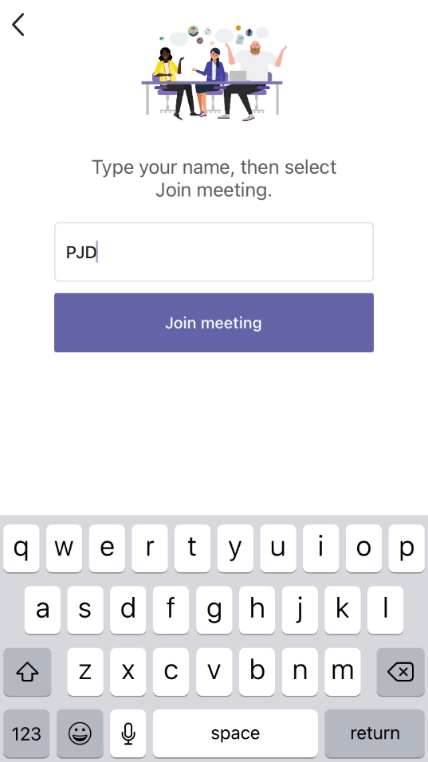 Type your name, then select
Join meeting.
PJD
Join meeting
q w e r t y u i o p
a s d f g h j k l
z x c v b n m
123 space return